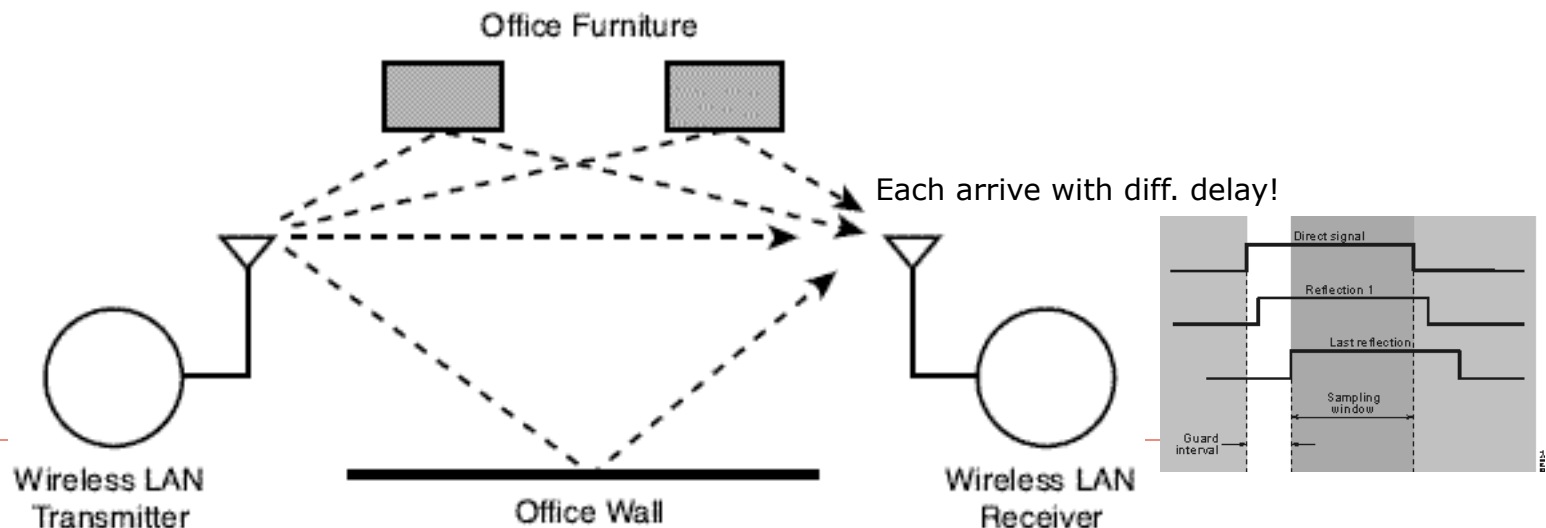 Office Furniture
Each arrive with diff. delay!
Direct signal
Reflection 1
Last reflection
Sampling
window
Guard
interval
Wireless LAN
Transmitter
Office Wall
Wireless LAN
Receiver